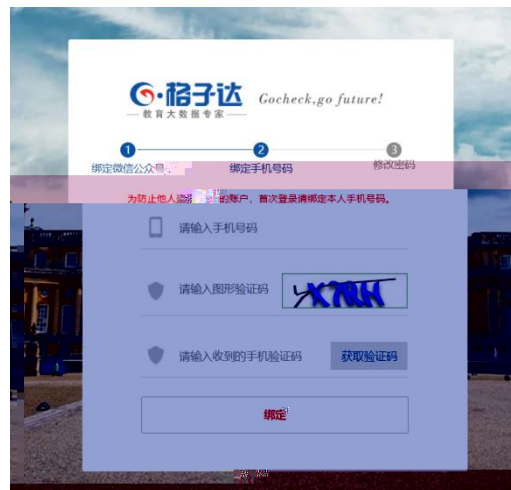 格子达
教育大数据专家
Gocheck,go future!
1 2 3
绑定微信公众号 绑定手机号码 修改密码
为防止他人盗 的账户，首次登录请绑定本人手机号码。
请输入手机号码
请输入图形验证码
请输入收到的手机验证码 获取验证码
绑定